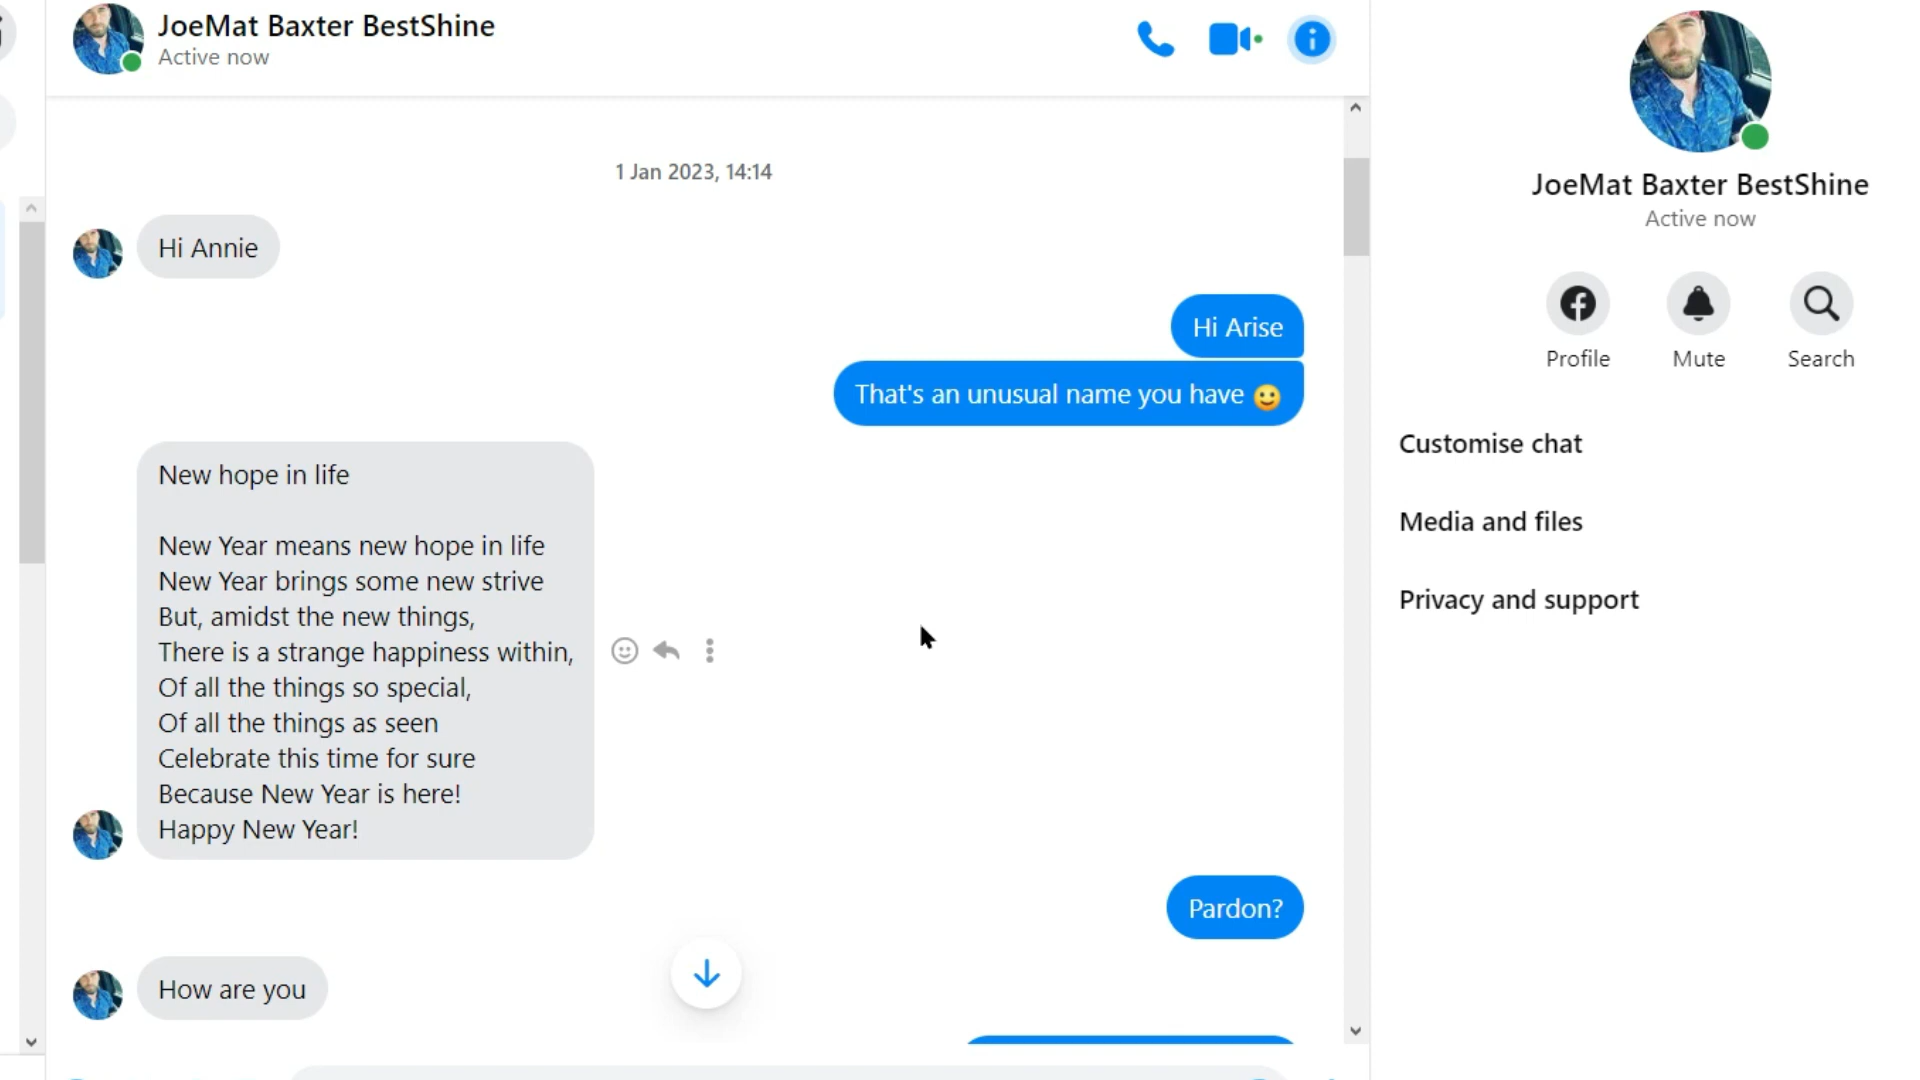 JoeMat Baxter BestShine
Active now
1 Jan 2023, 14:14
Hi Annie
Hi Arise
That's an unusual name you have
New hope in life
New Year means new hope in life
New Year brings some new strive
But, amidst the new things,
There is a strange happiness within,
Of all the things so special,
Of all the things as seen
Celebrate this time for sure
Because New Year is here!
Happy New Year!
Pardon?
How are you
JoeMat Baxter BestShine
Active now
Profile
Mute
Search
Customise chat
Media and files
Privacy and support